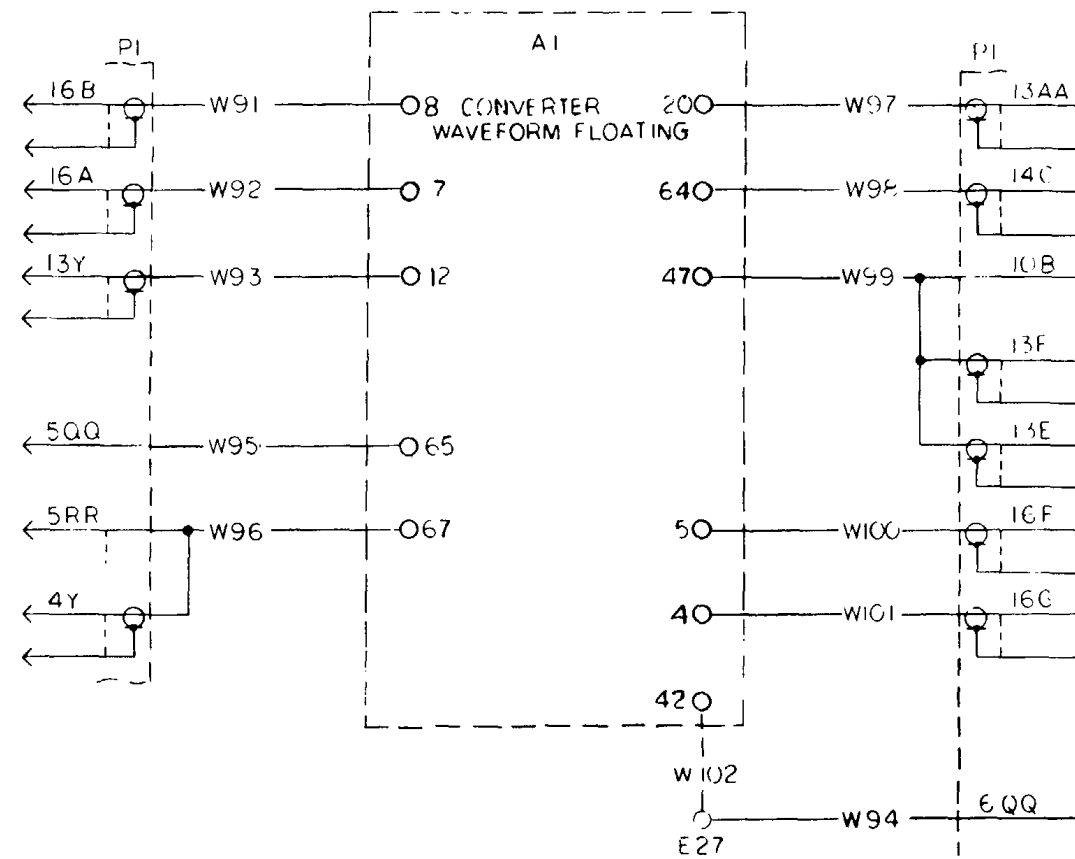 A1
P1
P1
16B
W91
8 CONVERTER
WAVEFORM FLOATING
20
W97
13AA
16A
W92
7
64
W98
14C
13Y
W93
12
47
W99
10B
13F
5QQ
W95
65
13E
5RR
W96
67
5
W100
16F
4Y
4
W101
16G
42
W102
E27
W94
6QQ